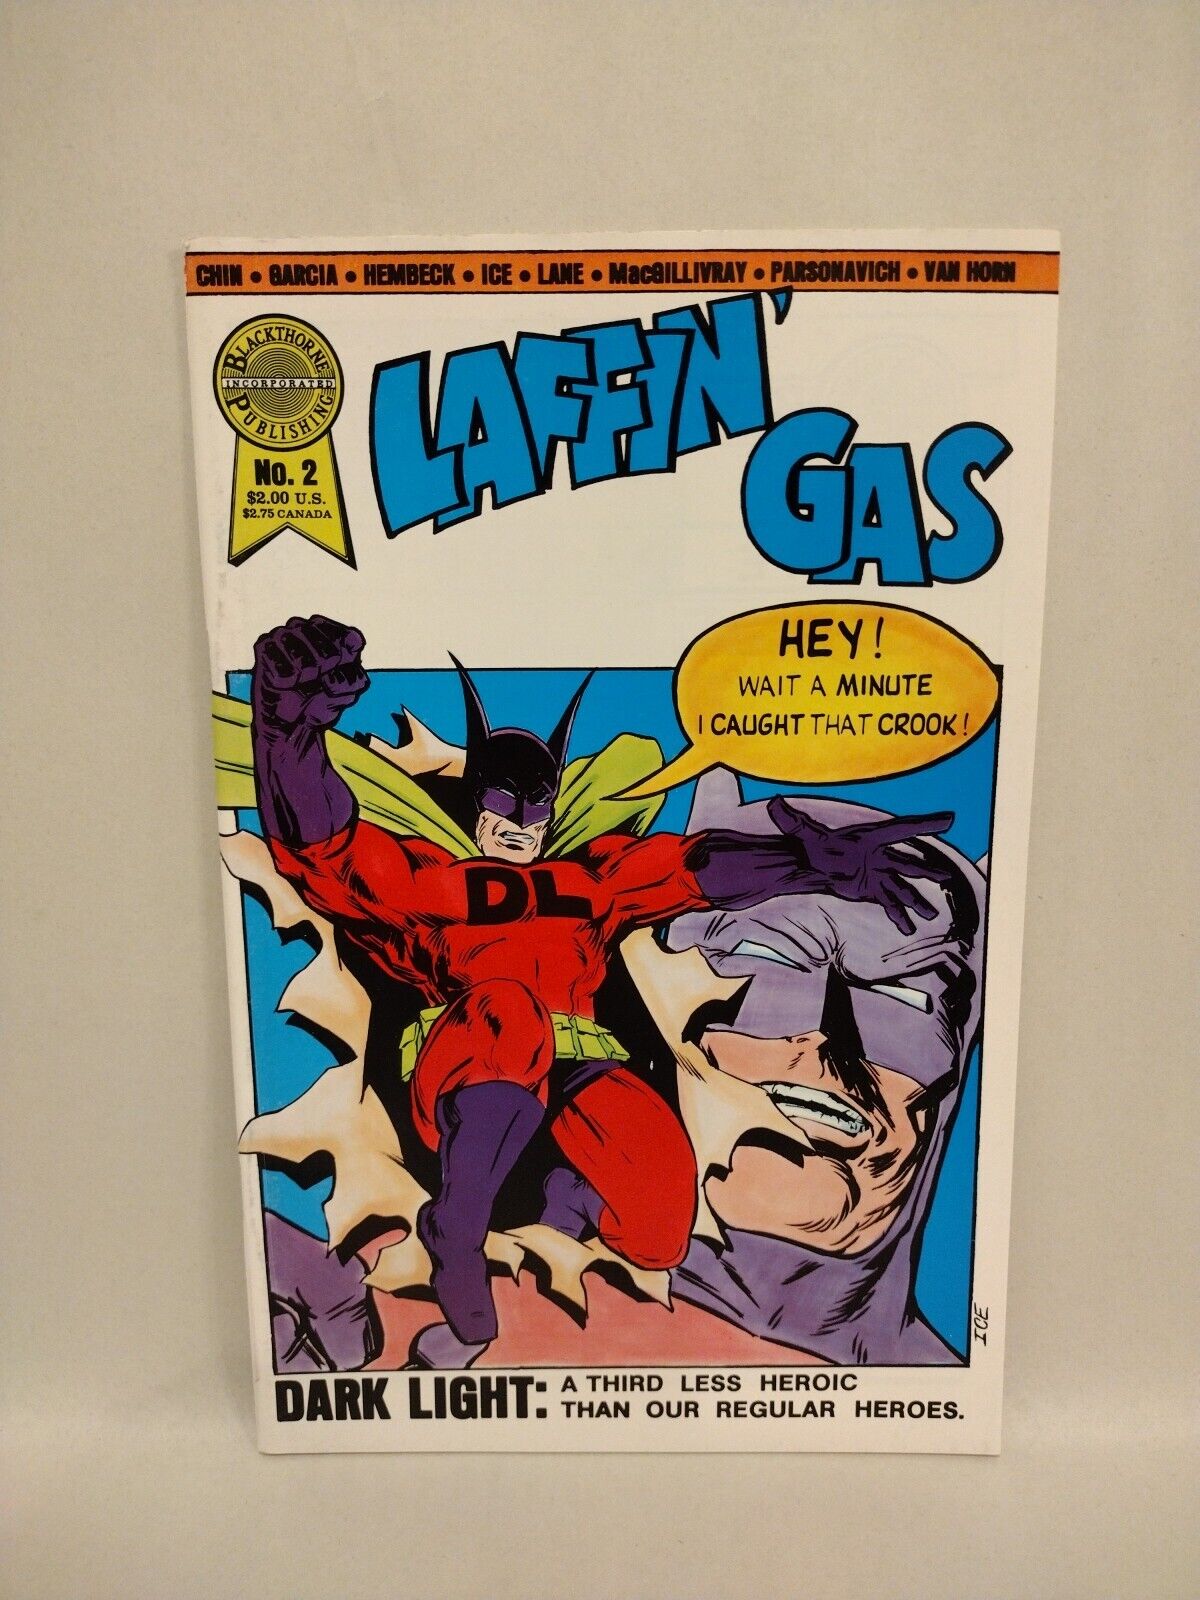 CHIN • GARCIA • HEMBECK • ICE • LANE • MacGILLIVRAY • PARSONAVICH • VAN HORN
BLACKTHORNE
INCORPORATED
PUBLISHING
No. 2
$2.00 U.S.
$2.75 CANADA
LAFFIN'
GAS
HEY!
WAIT A MINUTE
I CAUGHT THAT CROOK!
DL
ICE
DARK LIGHT: A THIRD LESS HEROIC
THAN OUR REGULAR HEROES.